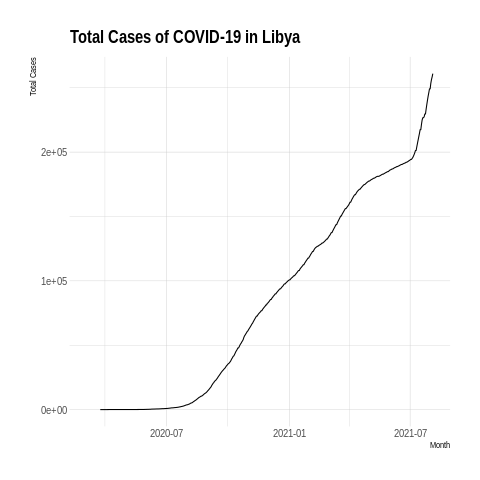 Total Cases of COVID-19 in Libya
Total Cases
2e+05
1e+05
0e+00
2020-07
2021-01
2021-07
Month